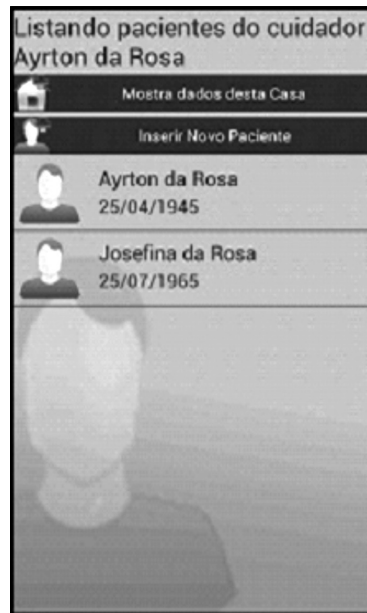 Listando pacientes do cuidador
Ayrton da Rosa
Mostra dados desta Casa
Inserir Novo Paciente
Ayrton da Rosa
25/04/1945
Josefina da Rosa
25/07/1965